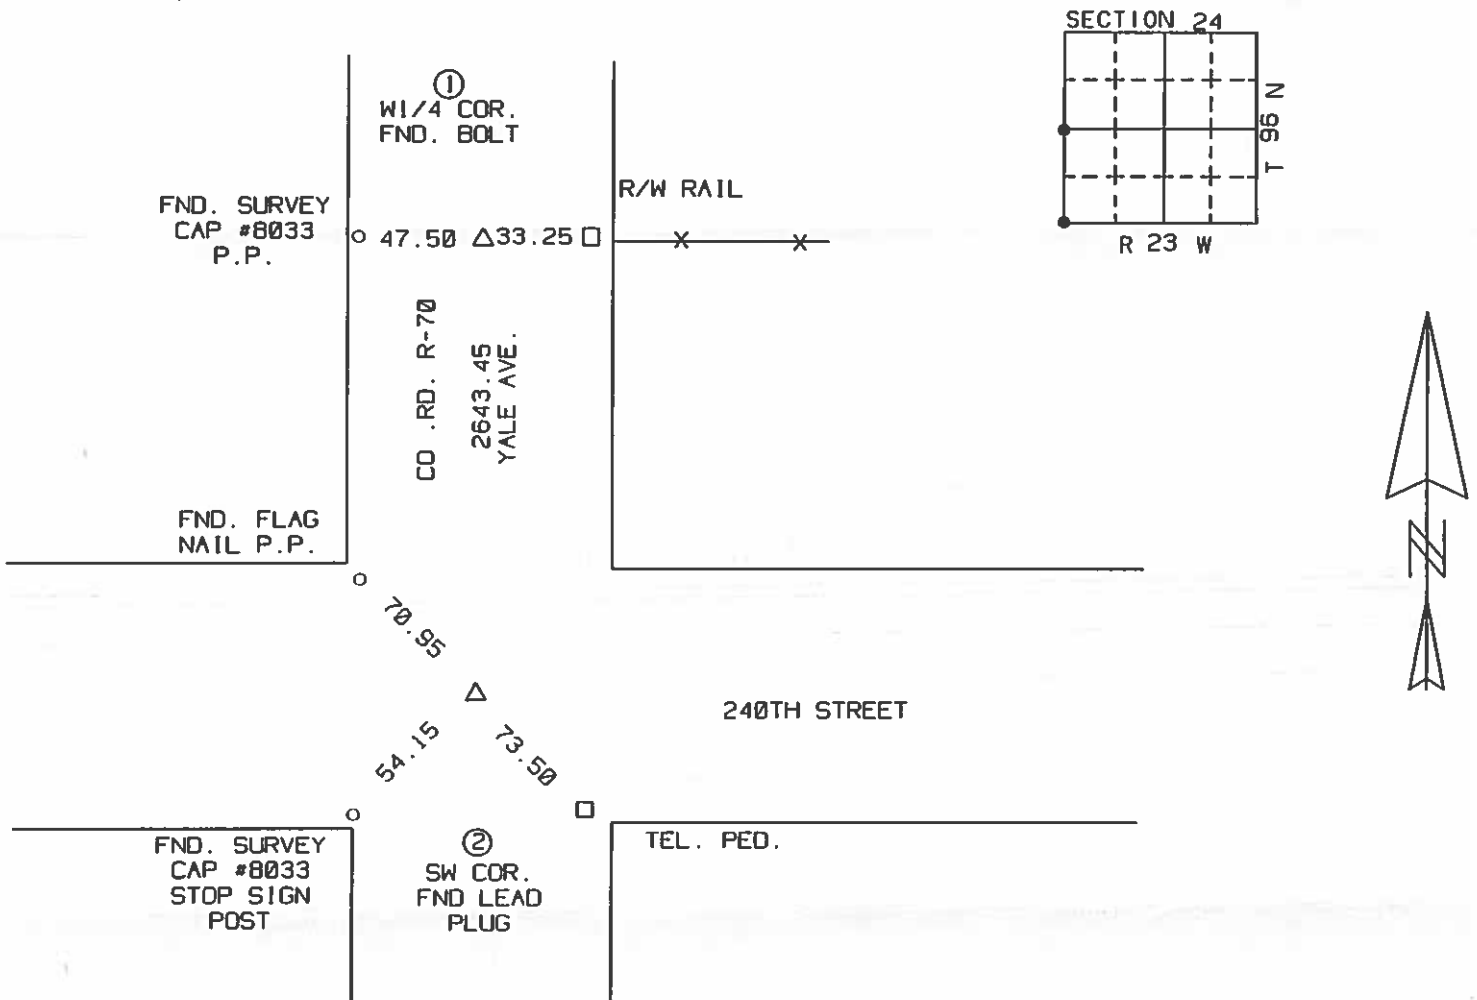 SECTION 24
T 96 N
R 23 W
①
W1/4 COR.
FND. BOLT
R/W RAIL
FND. SURVEY
CAP #8033
P.P.
47.50
33.25
CO .RD. R-70
2643.45
YALE AVE.
FND. FLAG
NAIL P.P.
N
70.95
240TH STREET
54.15
73.50
FND. SURVEY
CAP #8033
STOP SIGN
POST
②
SW COR.
FND LEAD
PLUG
TEL. PED.